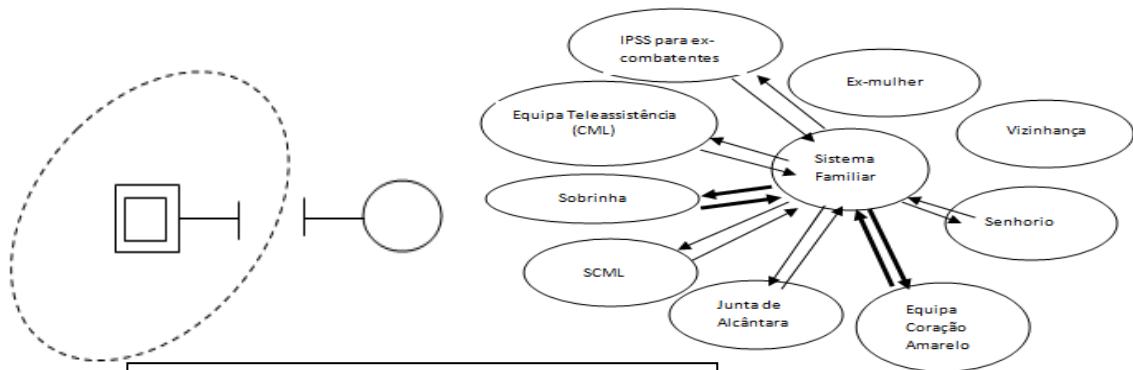 IPSS para ex-
combatentes
Ex-mulher
Equipa Teleassistência
(CML)
Vizinhança
Sistema
Familiar
Sobrinha
Senhorio
SCML
Junta de
Alcântara
Equipa
Coração
Amarelo